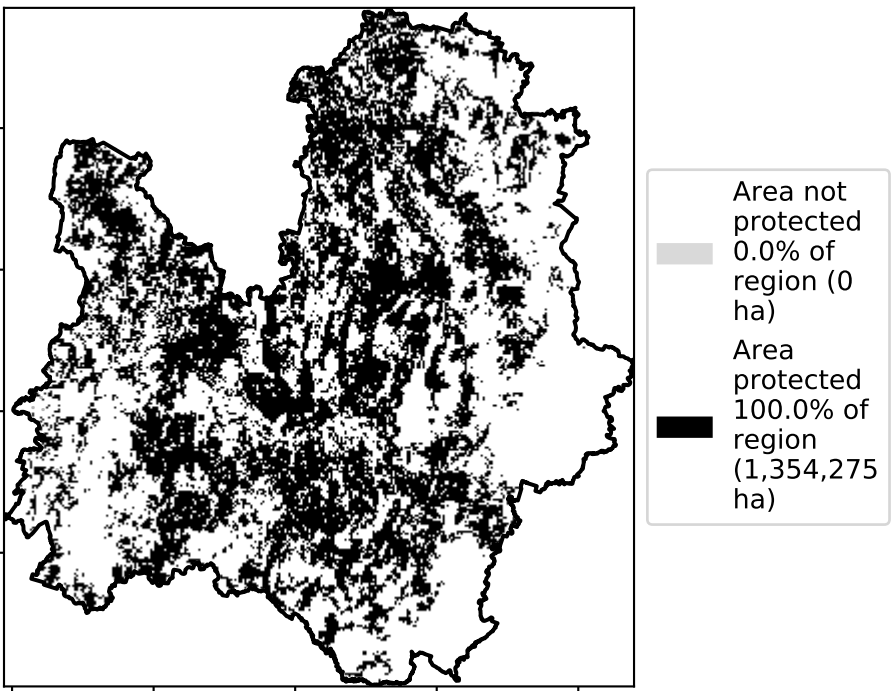 Area not
protected
0.0% of
region (0
ha)
Area
protected
100.0% of
region
(1,354,275
ha)